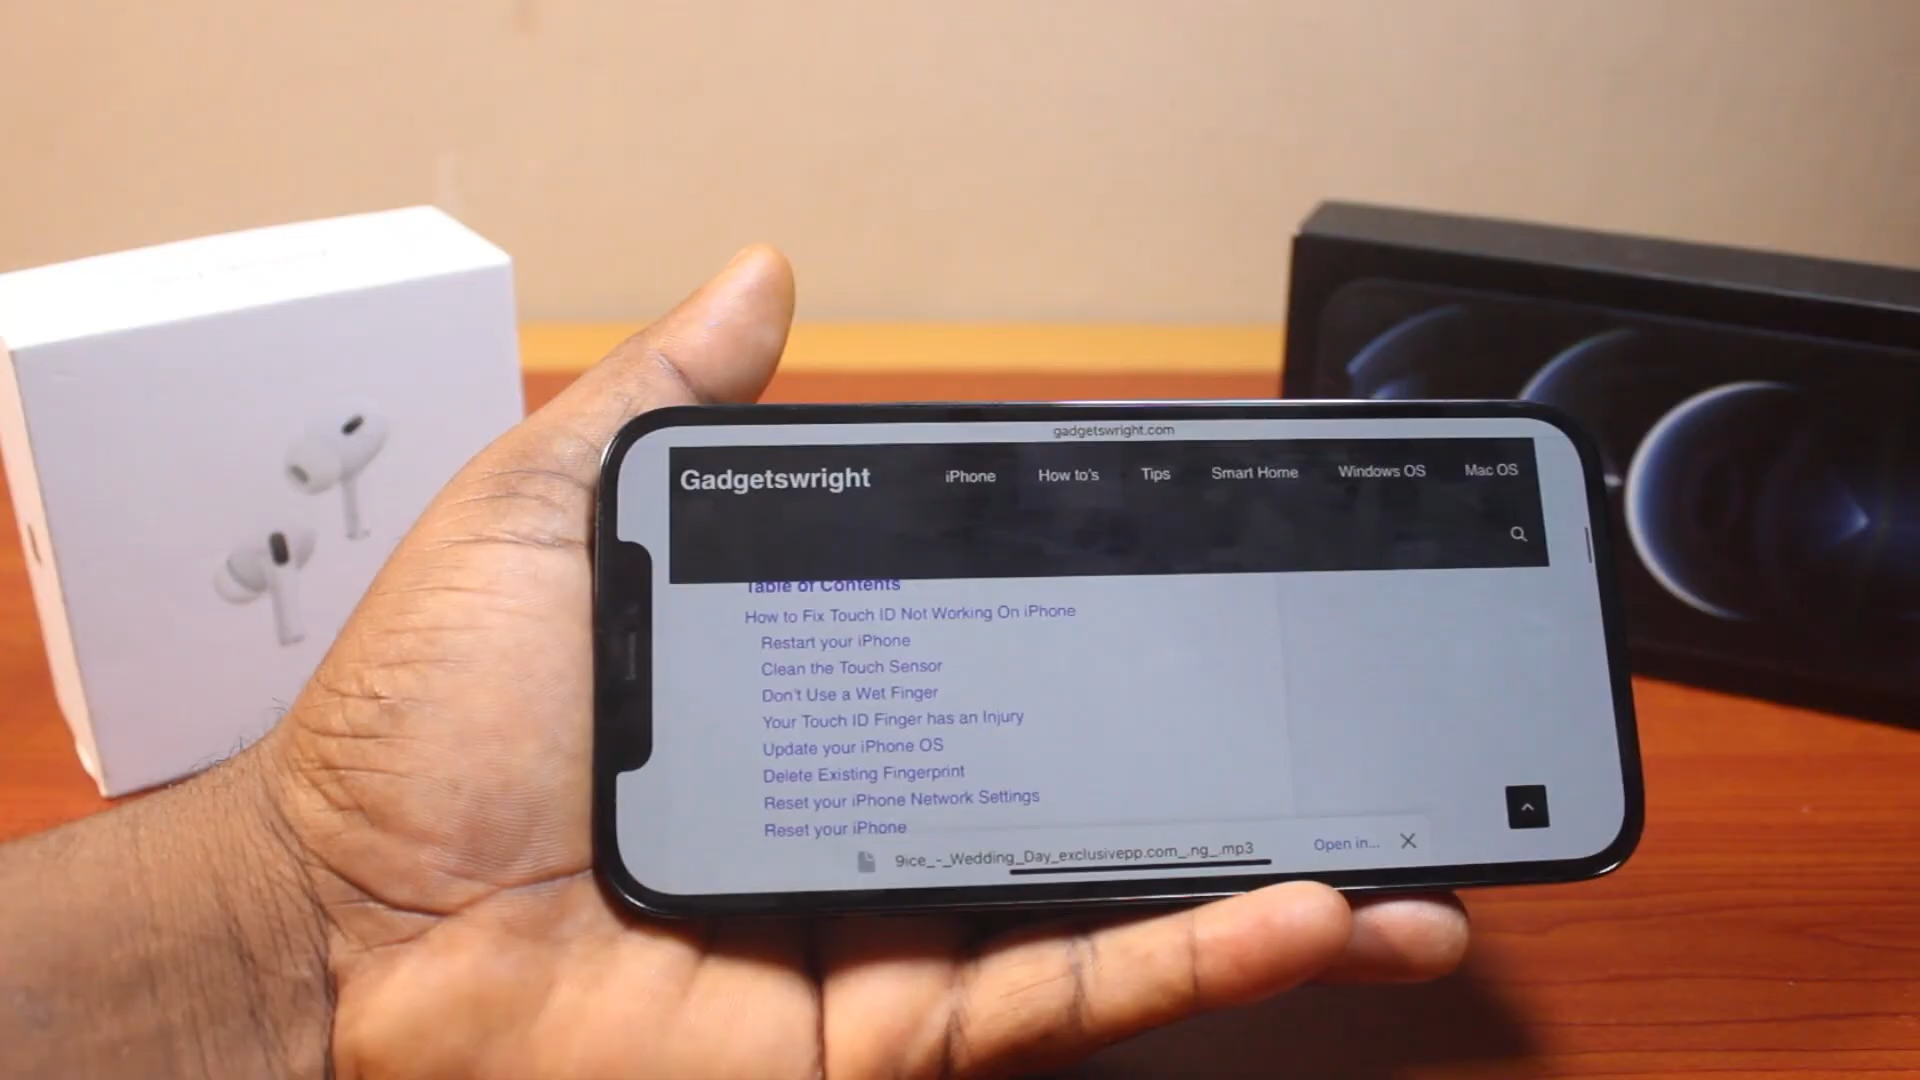 gadgetswright.com
Gadgetswright
iPhone
How to's
Tips
Smart Home
Windows OS
Mac OS
Table of Contents
How to Fix Touch ID Not Working On iPhone
Restart your iPhone
Clean the Touch Sensor
Don't Use a Wet Finger
Your Touch ID Finger has an Injury
Update your iPhone OS
Delete Existing Fingerprint
Reset your iPhone Network Settings
Reset your iPhone
9ice_-_Wedding_Day_exclusivepp.com_.ng_.mp3
Open in...